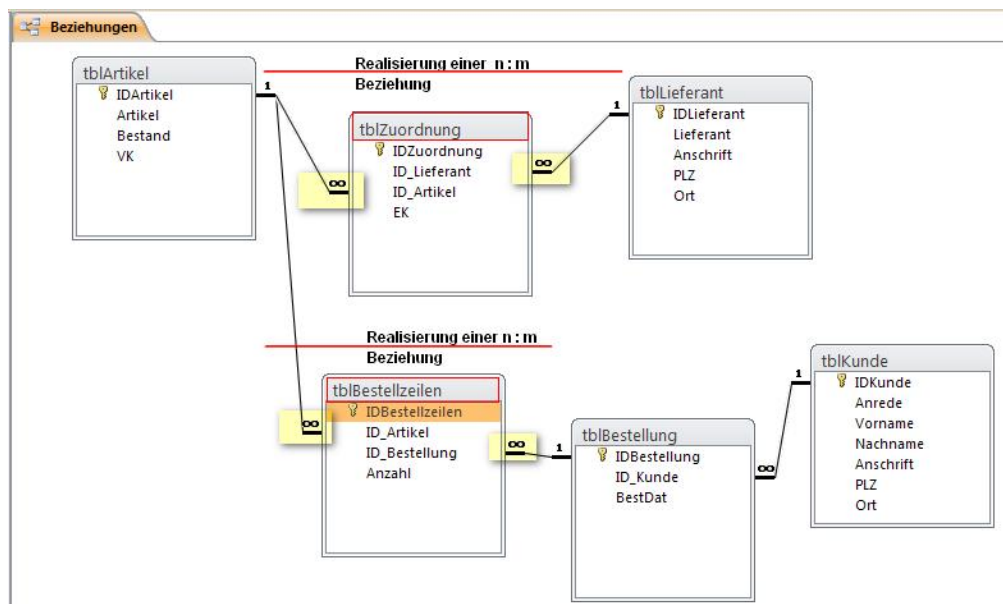 Beziehungen
tblArtikel
IDArtikel
Artikel
Bestand
VK
1
Realisierung einer n : m
Beziehung
tblZuordnung
IDZuordnung
ID_Lieferant
ID_Artikel
EK
∞
∞
1
tblLieferant
IDLieferant
Lieferant
Anschrift
PLZ
Ort
Realisierung einer n : m
Beziehung
tblBestellzeilen
IDBestellzeilen
ID_Artikel
ID_Bestellung
Anzahl
∞
∞
1
tblBestellung
IDBestellung
ID_Kunde
BestDat
∞
1
tblKunde
IDKunde
Anrede
Vorname
Nachname
Anschrift
PLZ
Ort